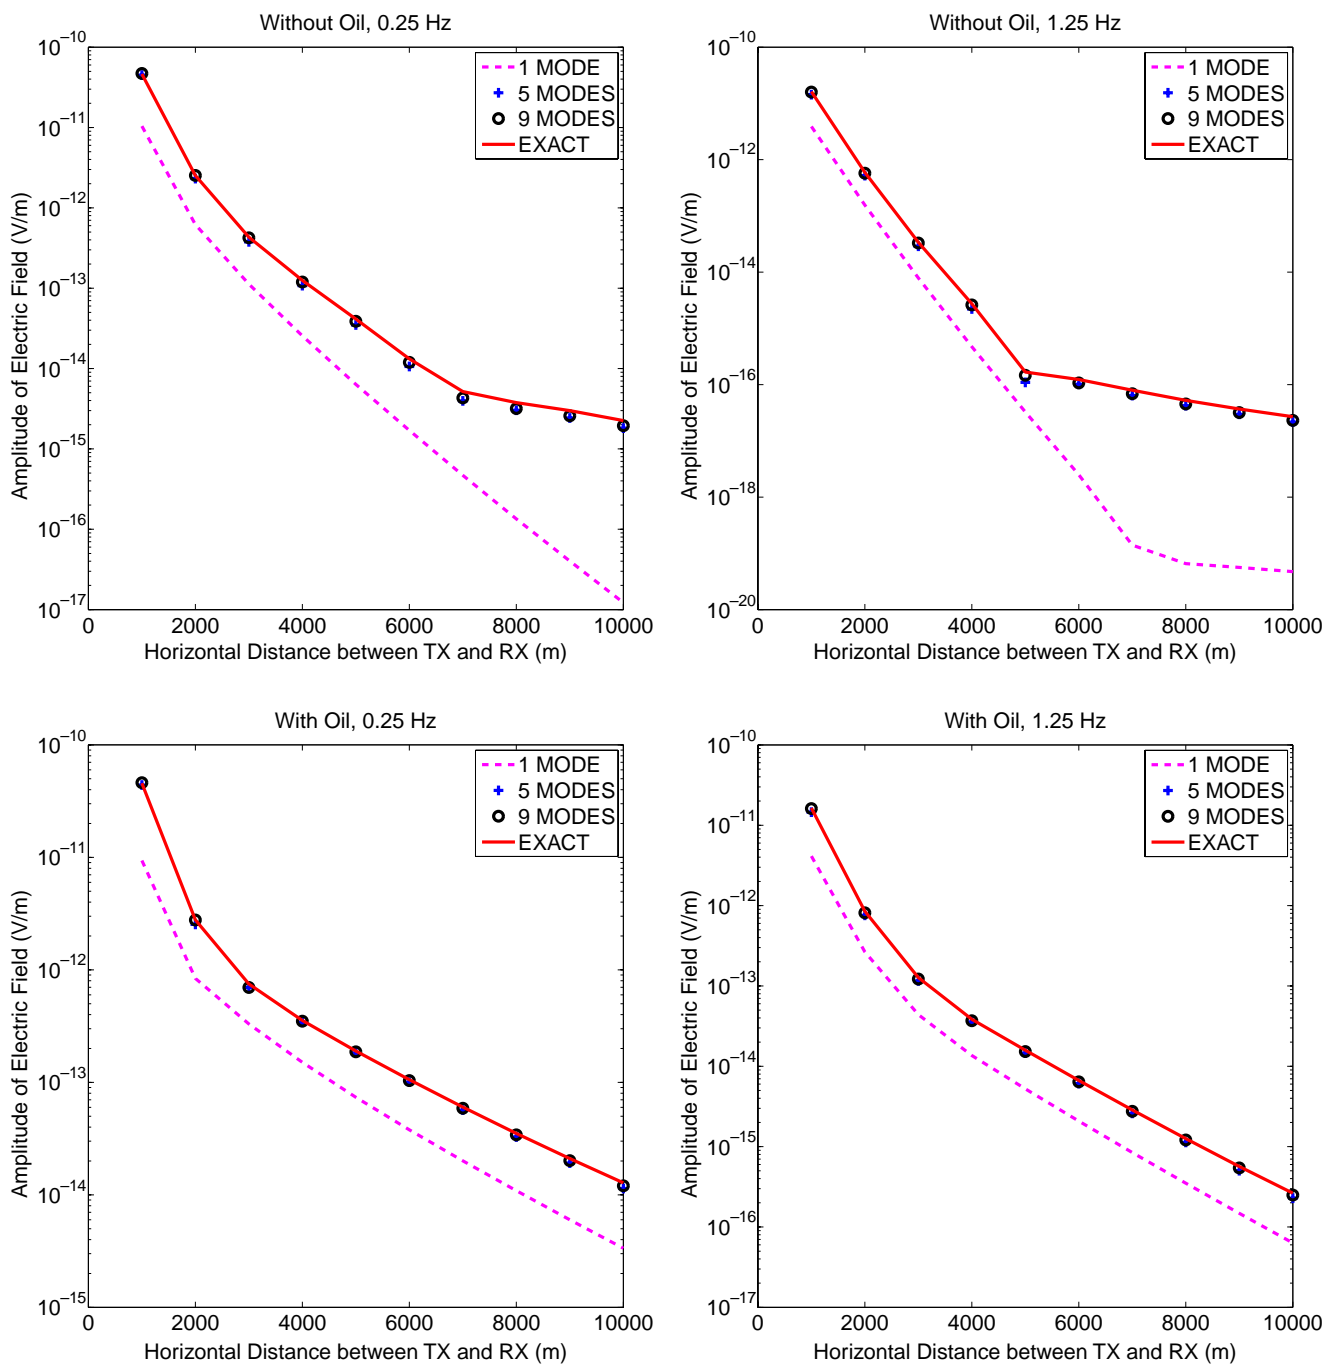 Without Oil, 0.25 Hz
Amplitude of Electric Field (V/m)
10−10
10−11
10−12
10−13
10−14
10−15
10−16
10−17
0 2000 4000 6000 8000 10000
Horizontal Distance between TX and RX (m)
1 MODE
5 MODES
9 MODES
EXACT
Without Oil, 1.25 Hz
Amplitude of Electric Field (V/m)
10−10
10−12
10−14
10−16
10−18
10−20
0 2000 4000 6000 8000 10000
Horizontal Distance between TX and RX (m)
1 MODE
5 MODES
9 MODES
EXACT
With Oil, 0.25 Hz
Amplitude of Electric Field (V/m)
10−10
10−11
10−12
10−13
10−14
10−15
0 2000 4000 6000 8000 10000
Horizontal Distance between TX and RX (m)
1 MODE
5 MODES
9 MODES
EXACT
With Oil, 1.25 Hz
Amplitude of Electric Field (V/m)
10−10
10−11
10−12
10−13
10−14
10−15
10−16
10−17
0 2000 4000 6000 8000 10000
Horizontal Distance between TX and RX (m)
1 MODE
5 MODES
9 MODES
EXACT